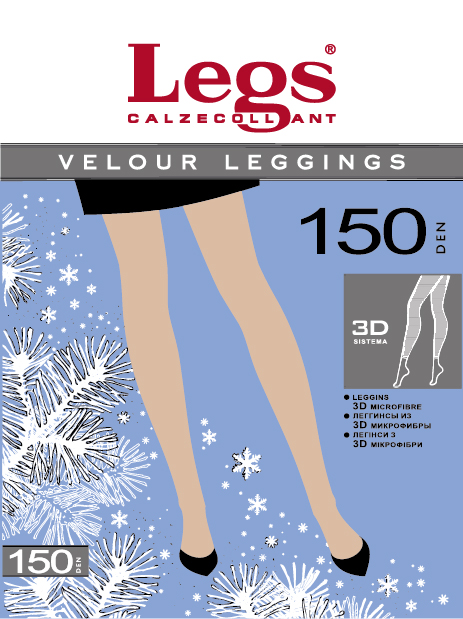 Legs®
CALZECOLLANT
VELOUR LEGGINGS
150 DEN
3D
SISTEMA
● LEGGINS
3D MICROFIBRE
● ЛЕГГИНСЫ ИЗ
3D МИКРОФИБРЫ
● ЛЕГІНСИ З
3D МІКРОФІБРИ
150 DEN